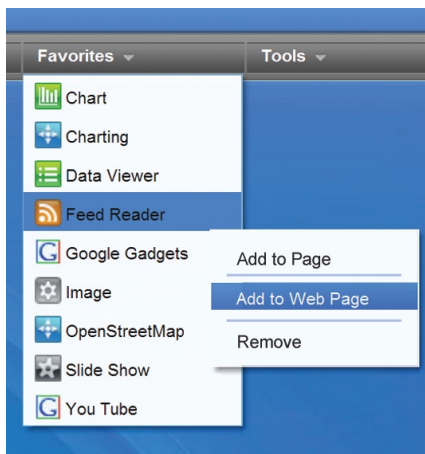 Favorites Tools
Chart
Charting
Data Viewer
Feed Reader
Google Gadgets
Image
OpenStreetMap
Slide Show
You Tube
Add to Page
Add to Web Page
Remove